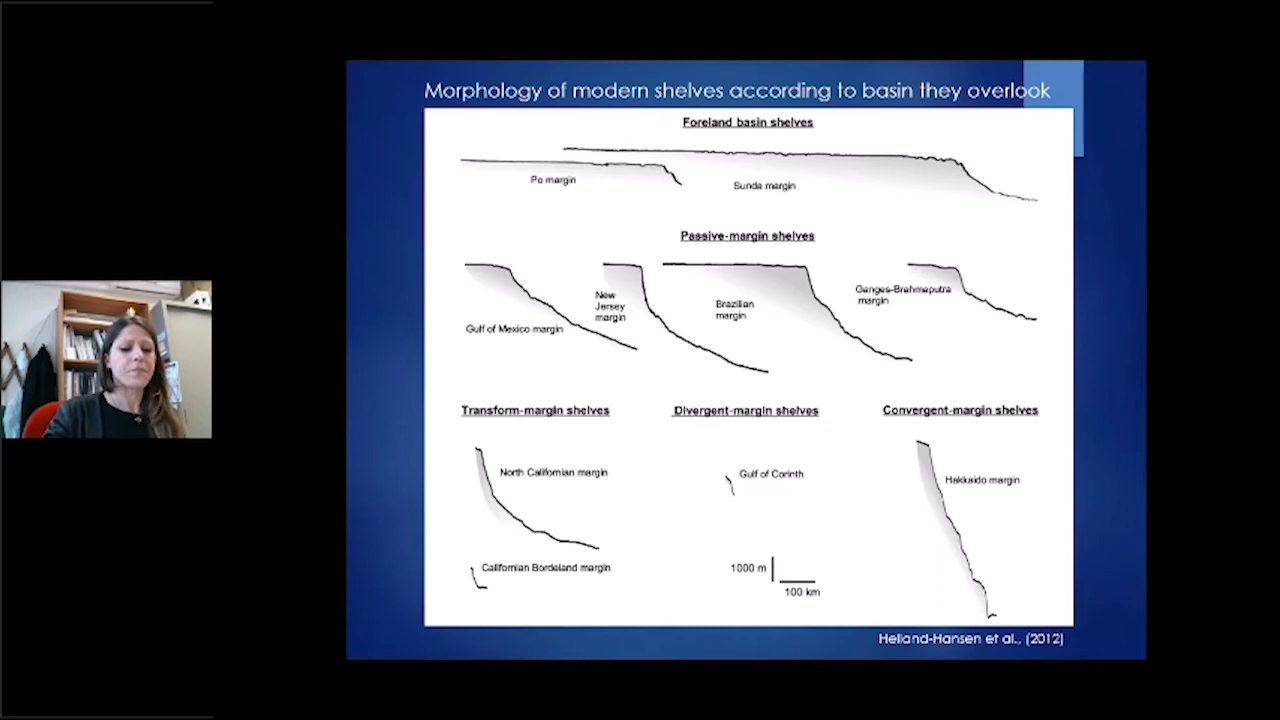 Morphology of modern shelves according to basin they overlook
Foreland basin shelves
Po margin
Sunda margin
Passive-margin shelves
Gulf of Mexico margin
New
Jersey
margin
Brazilian
margin
Ganges-Brahmaputra
margin
Transform-margin shelves
Divergent-margin shelves
Convergent-margin shelves
North Californian margin
Gulf of Corinth
Hakkaido margin
Californian Bordeland margin
1000 m
100 km
Helland-Hansen et al., (2012)